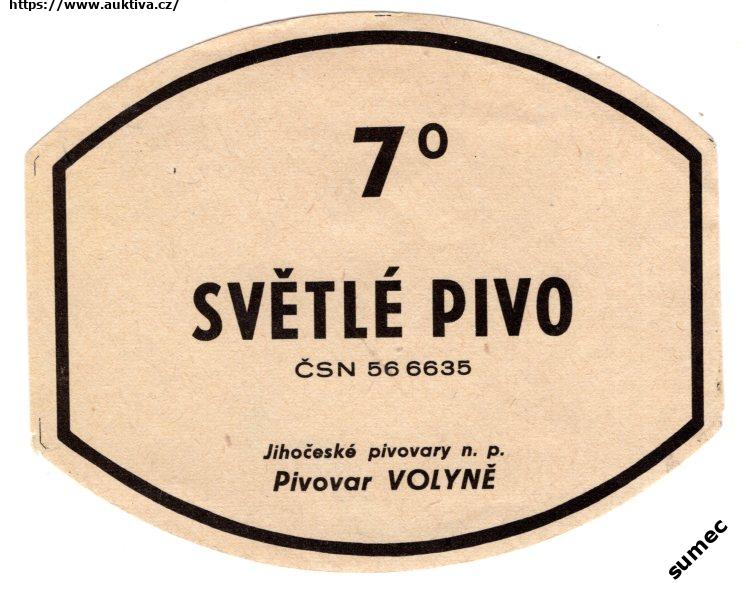 https://www.auktiva.cz/
7°
SVĚTLÉ PIVO
ČSN 56 6635
Jihočeské pivovary n. p.
Pivovar VOLYNĚ
sumec